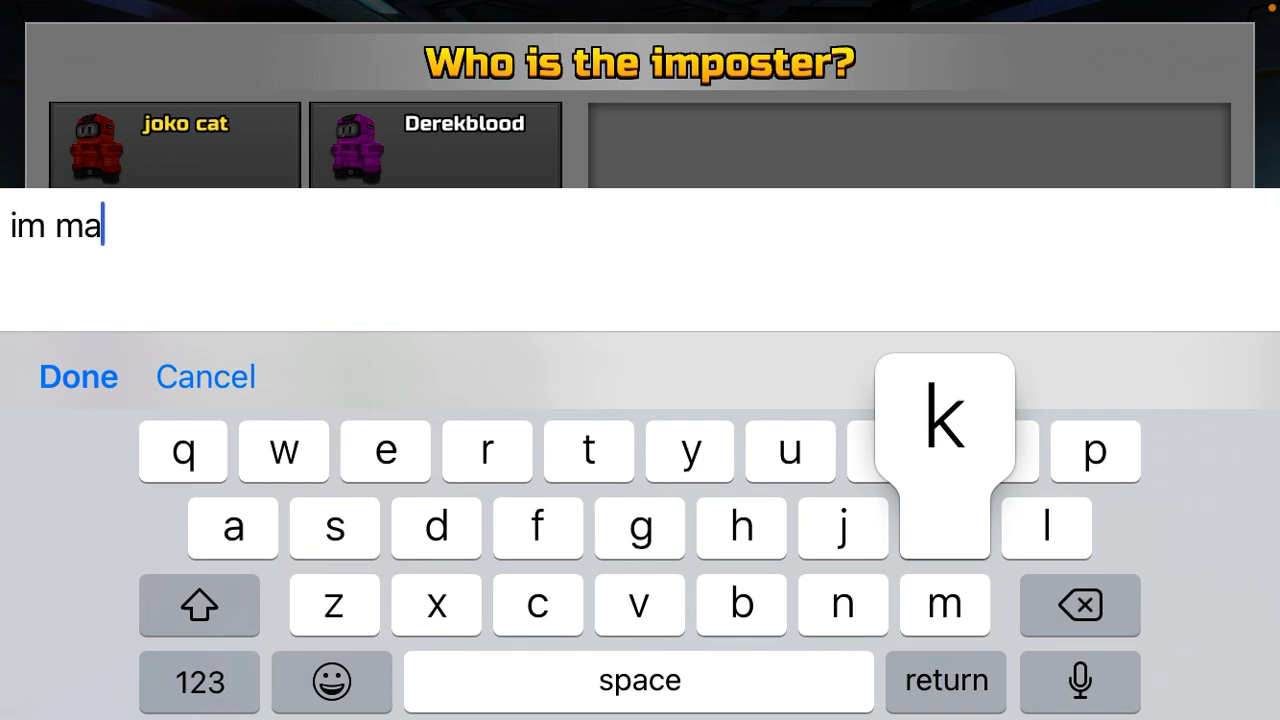 Who is the imposter?
joko cat Derekblood
im ma
Done Cancel
k
q w e r t y u p
a s d f g h j l
z x c v b n m
123 space return